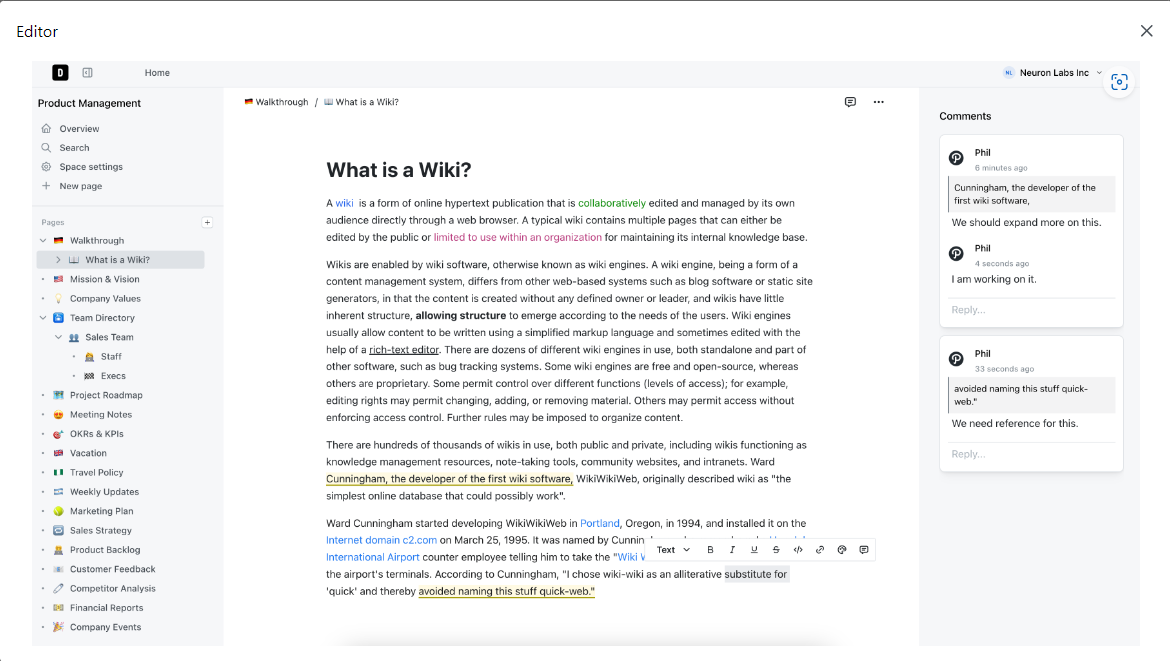 Editor
D
Home
NL Neuron Labs Inc
Product Management
Overview
Search
Space settings
New page
Pages
Walkthrough
What is a Wiki?
Mission & Vision
Company Values
Team Directory
Sales Team
Staff
Execs
Project Roadmap
Meeting Notes
OKRs & KPIs
Vacation
Travel Policy
Weekly Updates
Marketing Plan
Sales Strategy
Product Backlog
Customer Feedback
Competitor Analysis
Financial Reports
Company Events
Walkthrough / What is a Wiki?
What is a Wiki?
A wiki is a form of online hypertext publication that is collaboratively edited and managed by its own
audience directly through a web browser. A typical wiki contains multiple pages that can either be
edited by the public or limited to use within an organization for maintaining its internal knowledge base.
Wikis are enabled by wiki software, otherwise known as wiki engines. A wiki engine, being a form of a
content management system, differs from other web-based systems such as blog software or static site
generators, in that the content is created without any defined owner or leader, and wikis have little
inherent structure, allowing structure to emerge according to the needs of the users. Wiki engines
usually allow content to be written using a simplified markup language and sometimes edited with the
help of a rich-text editor. There are dozens of different wiki engines in use, both standalone and part of
other software, such as bug tracking systems. Some wiki engines are free and open-source, whereas
others are proprietary. Some permit control over different functions (levels of access); for example,
editing rights may permit changing, adding, or removing material. Others may permit access without
enforcing access control. Further rules may be imposed to organize content.
There are hundreds of thousands of wikis in use, both public and private, including wikis functioning as
knowledge management resources, note-taking tools, community websites, and intranets. Ward
Cunningham, the developer of the first wiki software, WikiWikiWeb, originally described wiki as "the
simplest online database that could possibly work".
Ward Cunningham started developing WikiWikiWeb in Portland, Oregon, in 1994, and installed it on the
Internet domain c2.com on March 25, 1995. It was named by
International Airport counter employee telling him to take the "Wiki
Text B I U S </>
the airport's terminals. According to Cunningham, "I chose wiki-wiki as an alliterative substitute for
'quick' and thereby avoided naming this stuff quick-web."
Comments
Phil
6 minutes ago
Cunningham, the developer of the
first wiki software,
We should expand more on this.
Phil
4 seconds ago
I am working on it.
Reply...
Phil
33 seconds ago
avoided naming this stuff quick-
web."
We need reference for this.
Reply...